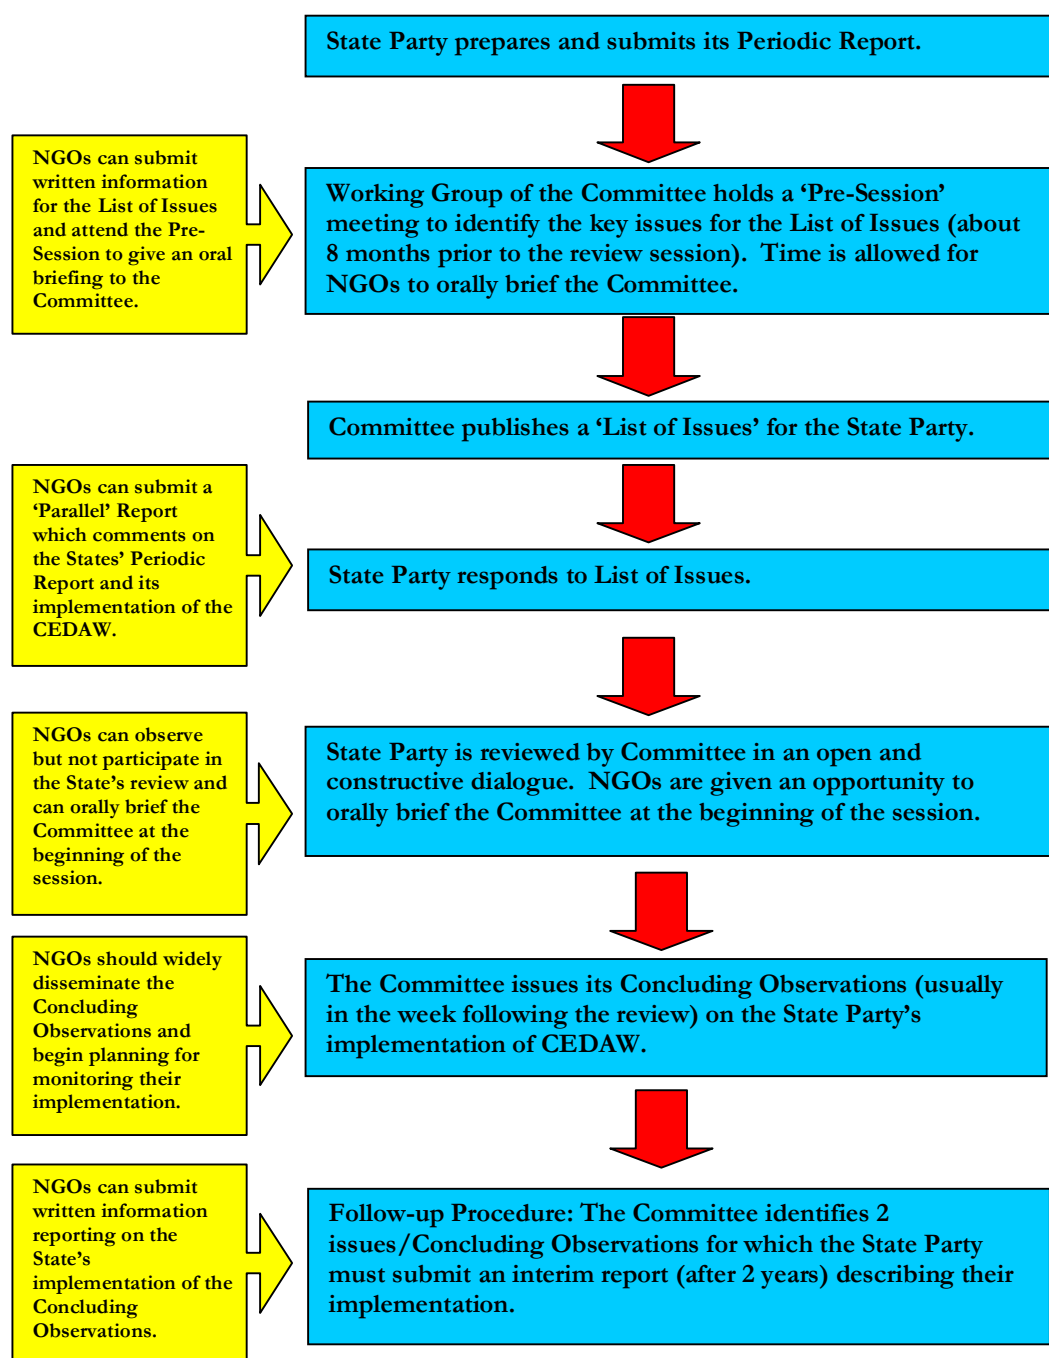 State Party prepares and submits its Periodic Report.
NGOs can submit
written information
for the List of Issues
and attend the Pre-
Session to give an oral
briefing to the
Committee.
Working Group of the Committee holds a ‘Pre-Session’
meeting to identify the key issues for the List of Issues (about
8 months prior to the review session).  Time is allowed for
NGOs to orally brief the Committee.
Committee publishes a ‘List of Issues’ for the State Party.
NGOs can submit a
‘Parallel’ Report
which comments on
the States’ Periodic
Report and its
implementation of the
CEDAW.
State Party responds to List of Issues.
NGOs can observe
but not participate in
the State’s review and
can orally brief the
Committee at the
beginning of the
session.
State Party is reviewed by Committee in an open and
constructive dialogue.  NGOs are given an opportunity to
orally brief the Committee at the beginning of the session.
NGOs should widely
disseminate the
Concluding
Observations and
begin planning for
monitoring their
implementation.
The Committee issues its Concluding Observations (usually
in the week following the review) on the State Party’s
implementation of CEDAW.
NGOs can submit
written information
reporting on the
State’s
implementation of the
Concluding
Observations.
Follow-up Procedure: The Committee identifies 2
issues/Concluding Observations for which the State Party
must submit an interim report (after 2 years) describing their
implementation.